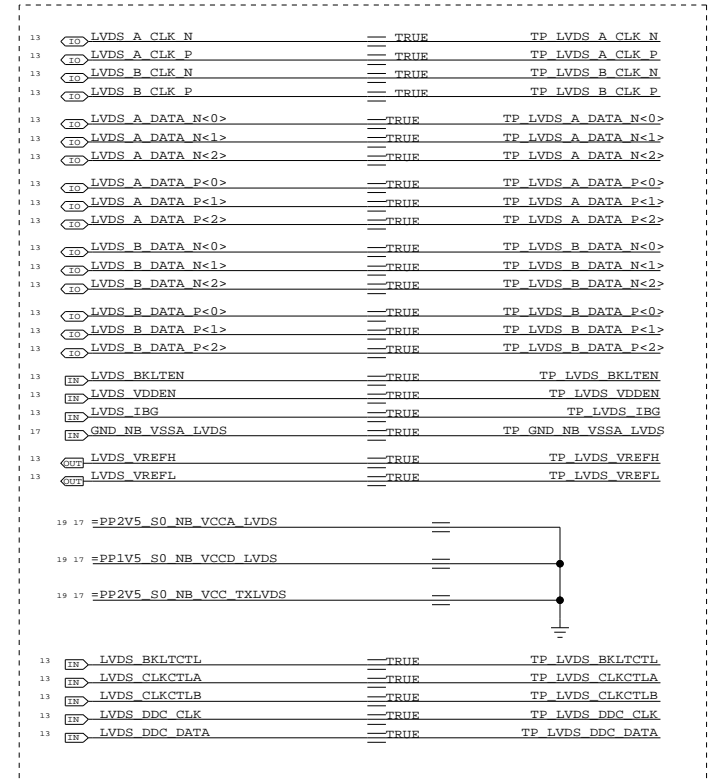 13 IO LVDS_A_CLK_N TRUE TP_LVDS_A_CLK_N
13 IO LVDS_A_CLK_P TRUE TP_LVDS_A_CLK_P
13 IO LVDS_B_CLK_N TRUE TP_LVDS_B_CLK_N
13 IO LVDS_B_CLK_P TRUE TP_LVDS_B_CLK_P
13 IO LVDS_A_DATA_N<0> TRUE TP_LVDS_A_DATA_N<0>
13 IO LVDS_A_DATA_N<1> TRUE TP_LVDS_A_DATA_N<1>
13 IO LVDS_A_DATA_N<2> TRUE TP_LVDS_A_DATA_N<2>
13 IO LVDS_A_DATA_P<0> TRUE TP_LVDS_A_DATA_P<0>
13 IO LVDS_A_DATA_P<1> TRUE TP_LVDS_A_DATA_P<1>
13 IO LVDS_A_DATA_P<2> TRUE TP_LVDS_A_DATA_P<2>
13 IO LVDS_B_DATA_N<0> TRUE TP_LVDS_B_DATA_N<0>
13 IO LVDS_B_DATA_N<1> TRUE TP_LVDS_B_DATA_N<1>
13 IO LVDS_B_DATA_N<2> TRUE TP_LVDS_B_DATA_N<2>
13 IO LVDS_B_DATA_P<0> TRUE TP_LVDS_B_DATA_P<0>
13 IO LVDS_B_DATA_P<1> TRUE TP_LVDS_B_DATA_P<1>
13 IO LVDS_B_DATA_P<2> TRUE TP_LVDS_B_DATA_P<2>
13 IN LVDS_BKLTEN TRUE TP_LVDS_BKLTEN
13 IN LVDS_VDDEN TRUE TP_LVDS_VDDEN
13 IN LVDS_IBG TRUE TP_LVDS_IBG
17 IN GND_NB_VSSA_LVDS TRUE TP_GND_NB_VSSA_LVDS
13 OUT LVDS_VREFH TRUE TP_LVDS_VREFH
13 OUT LVDS_VREFL TRUE TP_LVDS_VREFL
19 17 =PP2V5_S0_NB_VCCA_LVDS
19 17 =PP1V5_S0_NB_VCCD_LVDS
19 17 =PP2V5_S0_NB_VCC_TXLVDS
13 IN LVDS_BKLTCTL TRUE TP_LVDS_BKLTCTL
13 IN LVDS_CLKCTLA TRUE TP_LVDS_CLKCTLA
13 IN LVDS_CLKCTLB TRUE TP_LVDS_CLKCTLB
13 IN LVDS_DDC_CLK TRUE TP_LVDS_DDC_CLK
13 IN LVDS_DDC_DATA TRUE TP_LVDS_DDC_DATA